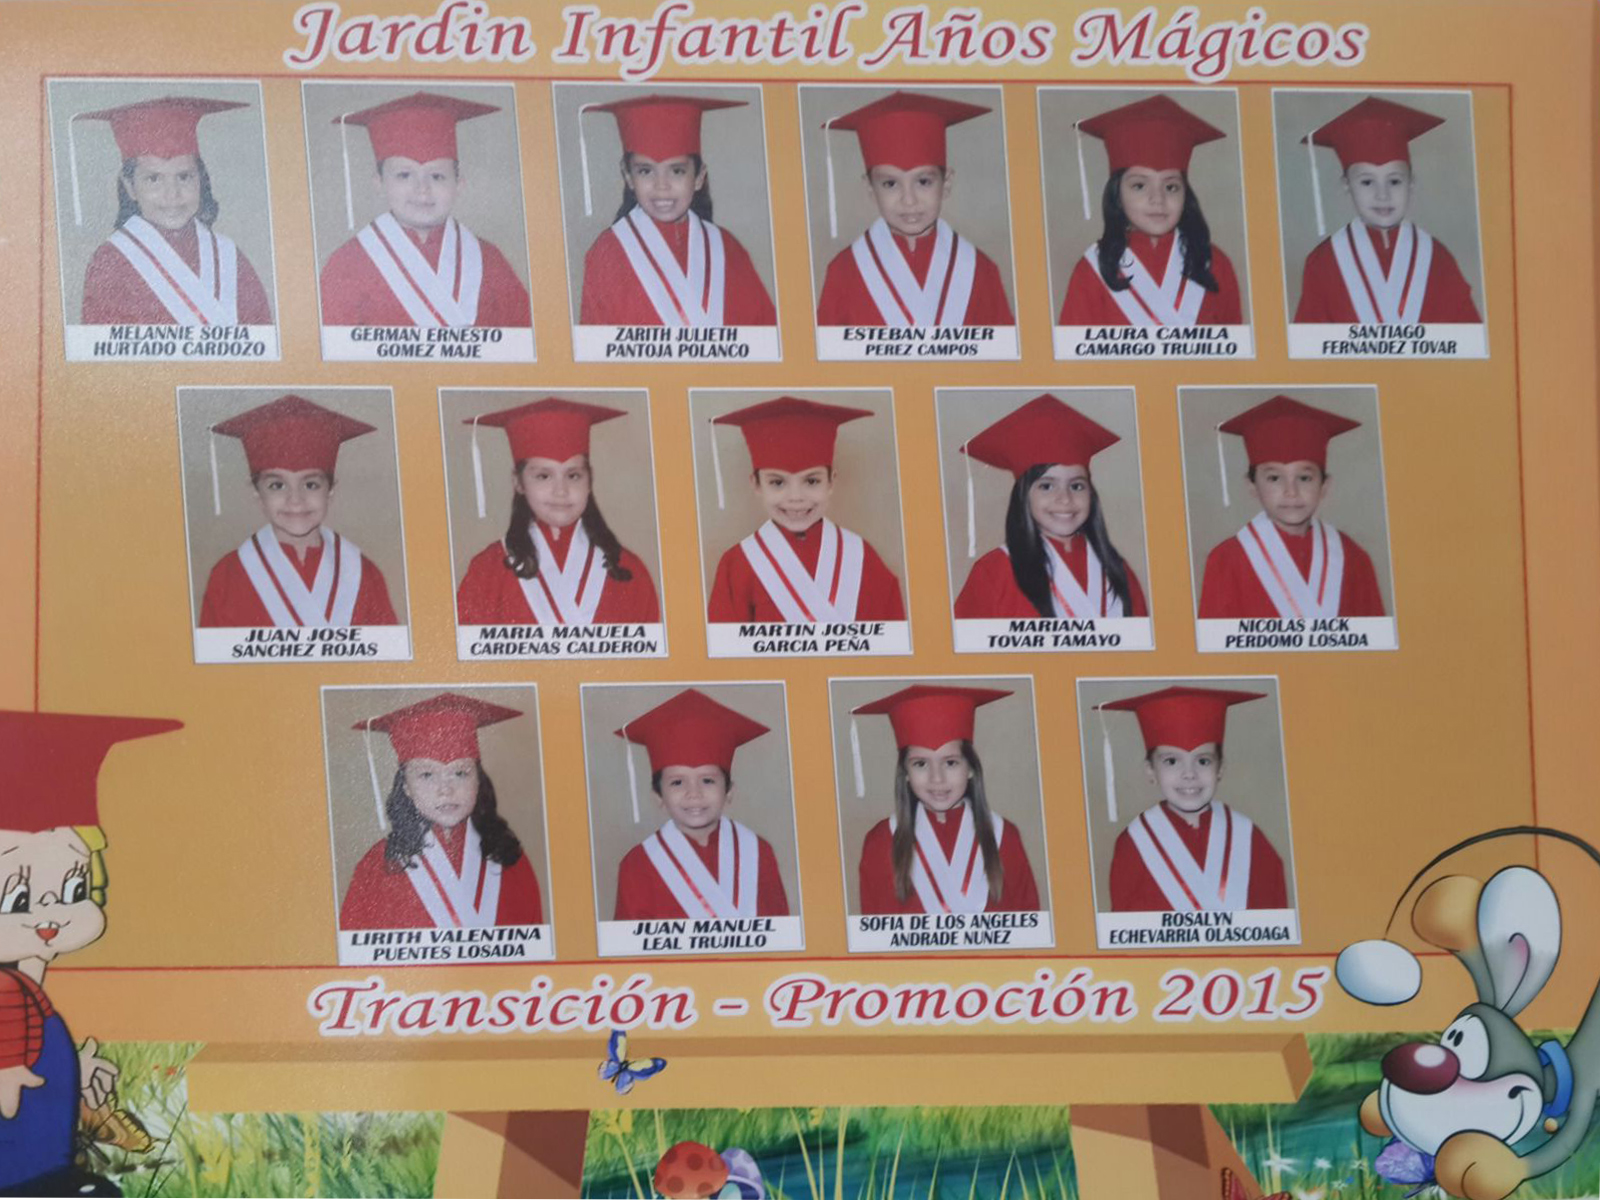 Jardin Infantil Años Mágicos
MELANNIE SOFIA
HURTADO CARDOZO
GERMAN ERNESTO
GOMEZ MAJE
ZARITH JULIETH
PANTOJA POLANCO
ESTEBAN JAVIER
PEREZ CAMPOS
LAURA CAMILA
CAMARGO TRUJILLO
SANTIAGO
FERNANDEZ TOVAR
JUAN JOSE
SANCHEZ ROJAS
MARIA MANUELA
CARDENAS CALDERON
MARTIN JOSUE
GARCIA PEÑA
MARIANA
TOVAR TAMAYO
NICOLAS JACK
PERDOMO LOSADA
LIRITH VALENTINA
PUENTES LOSADA
JUAN MANUEL
LEAL TRUJILLO
SOFIA DE LOS ANGELES
ANDRADE NUÑEZ
ROSALYN
ECHEVARRIA OLASCOAGA
Transición - Promoción 2015